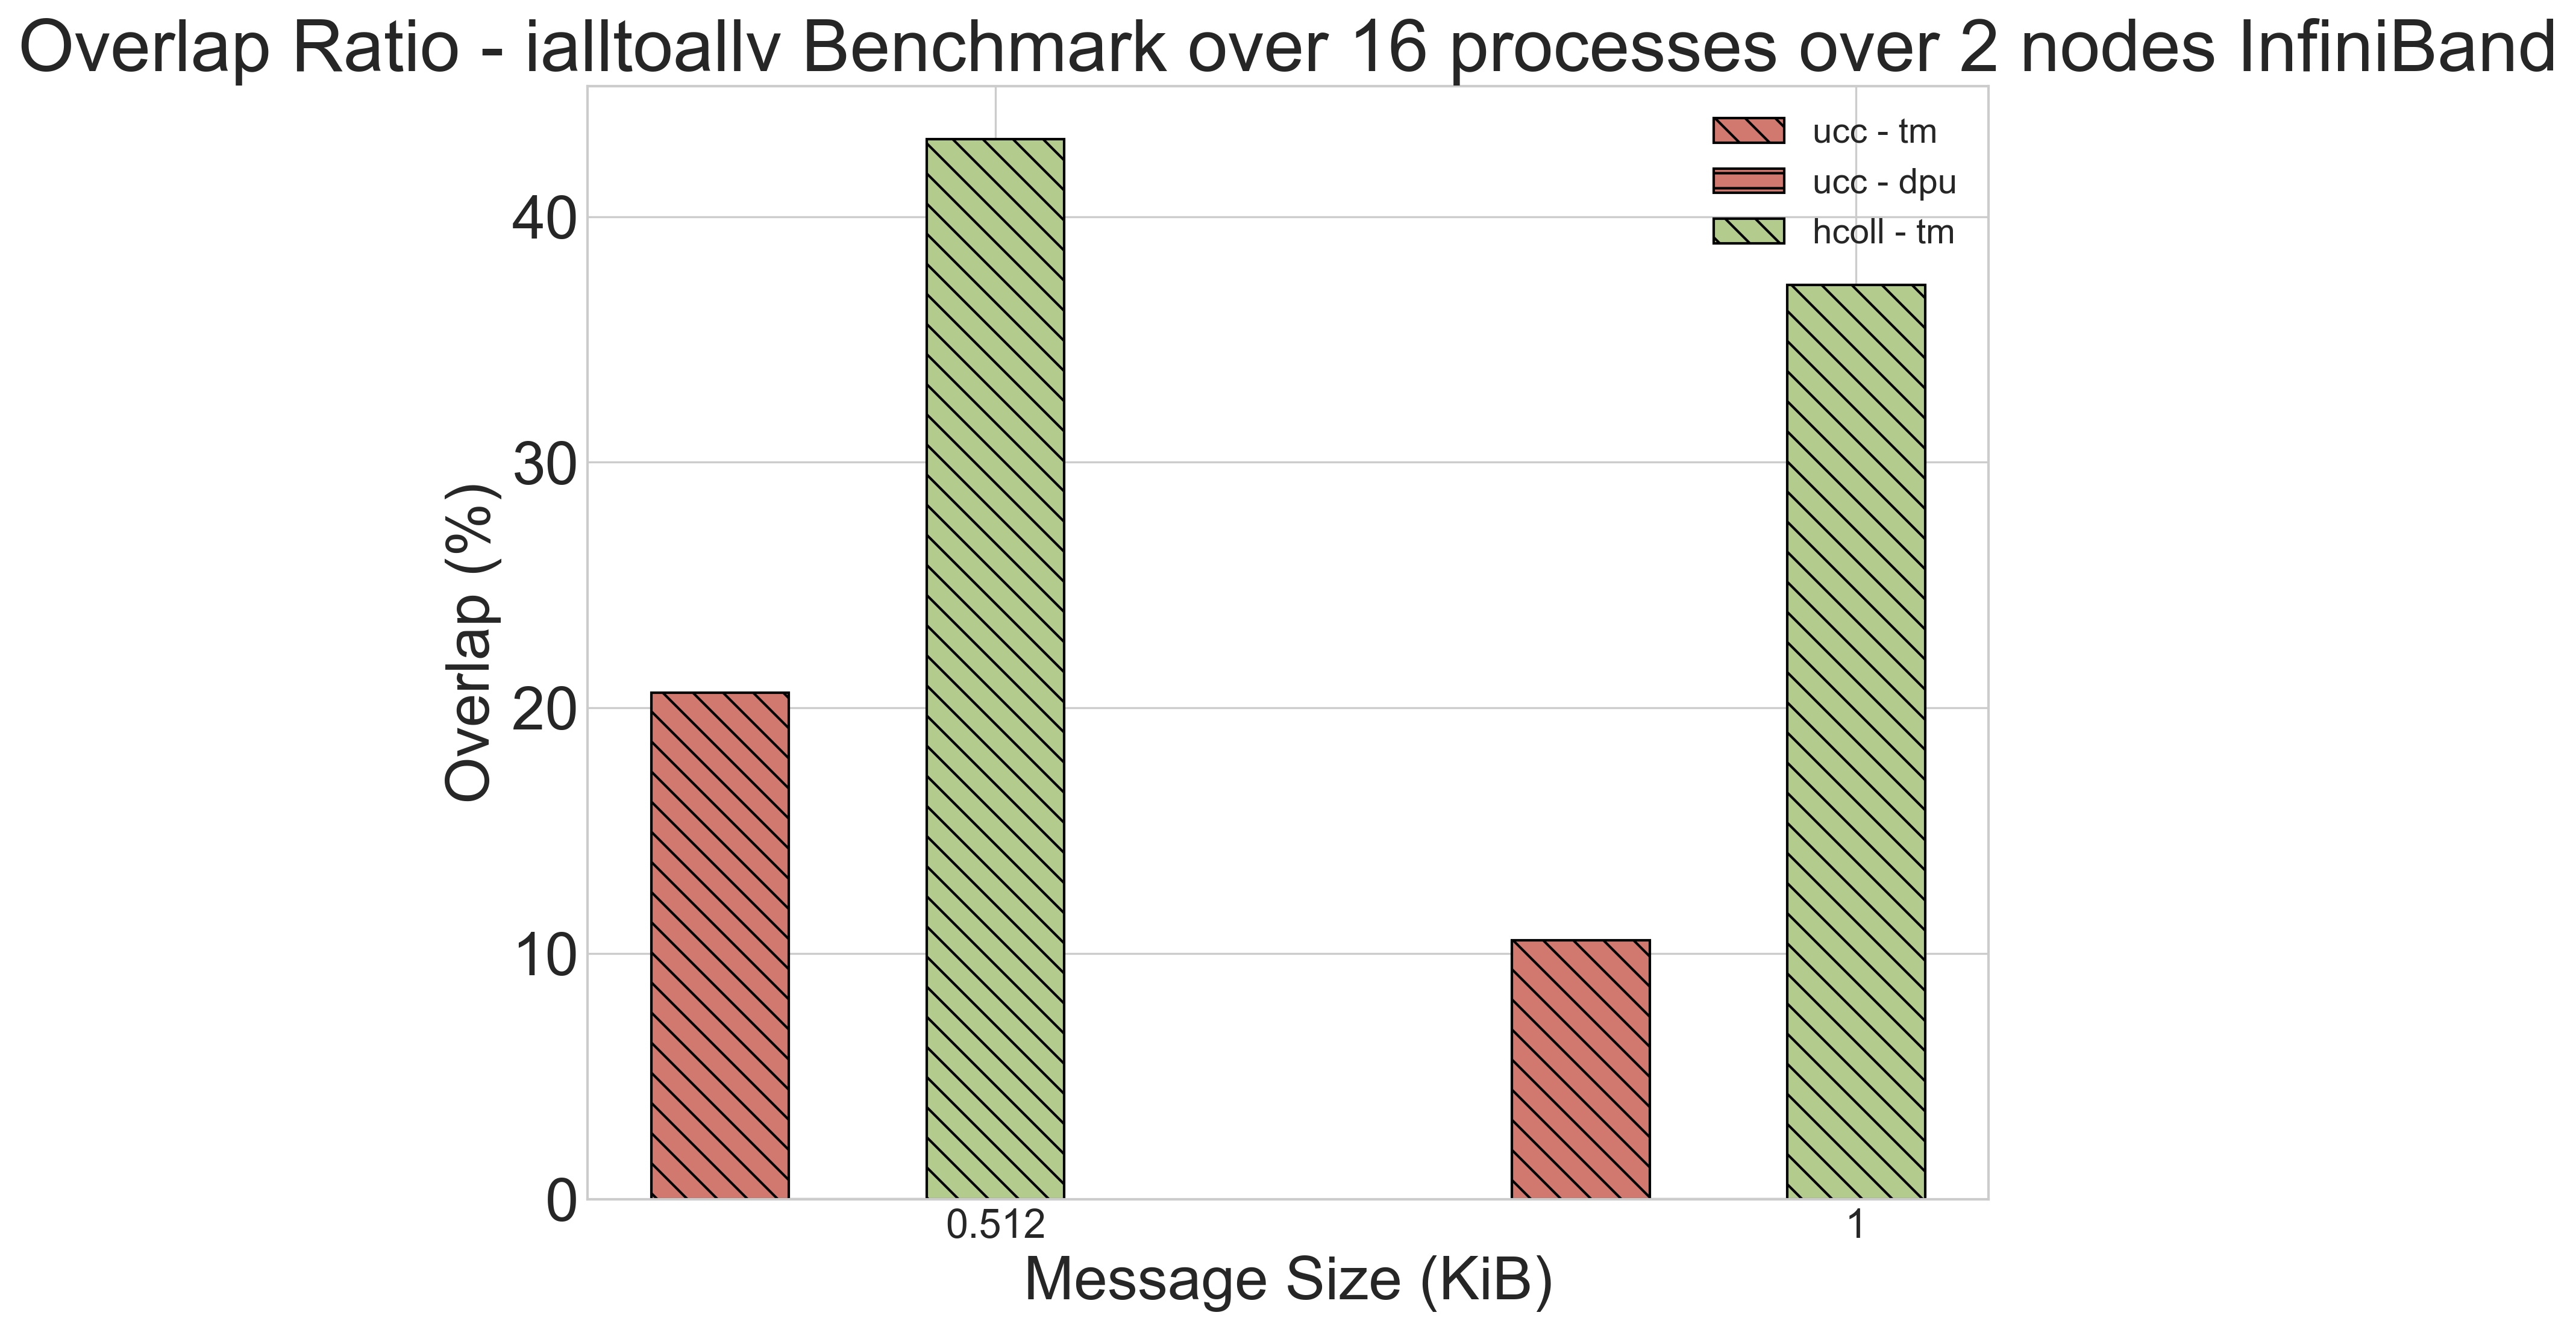 Overlap Ratio - ialltoallv Benchmark over 16 processes over 2 nodes InfiniBand
ucc - tm
ucc - dpu
hcoll - tm
Overlap (%)
40
30
20
10
0
0.512
1
Message Size (KiB)